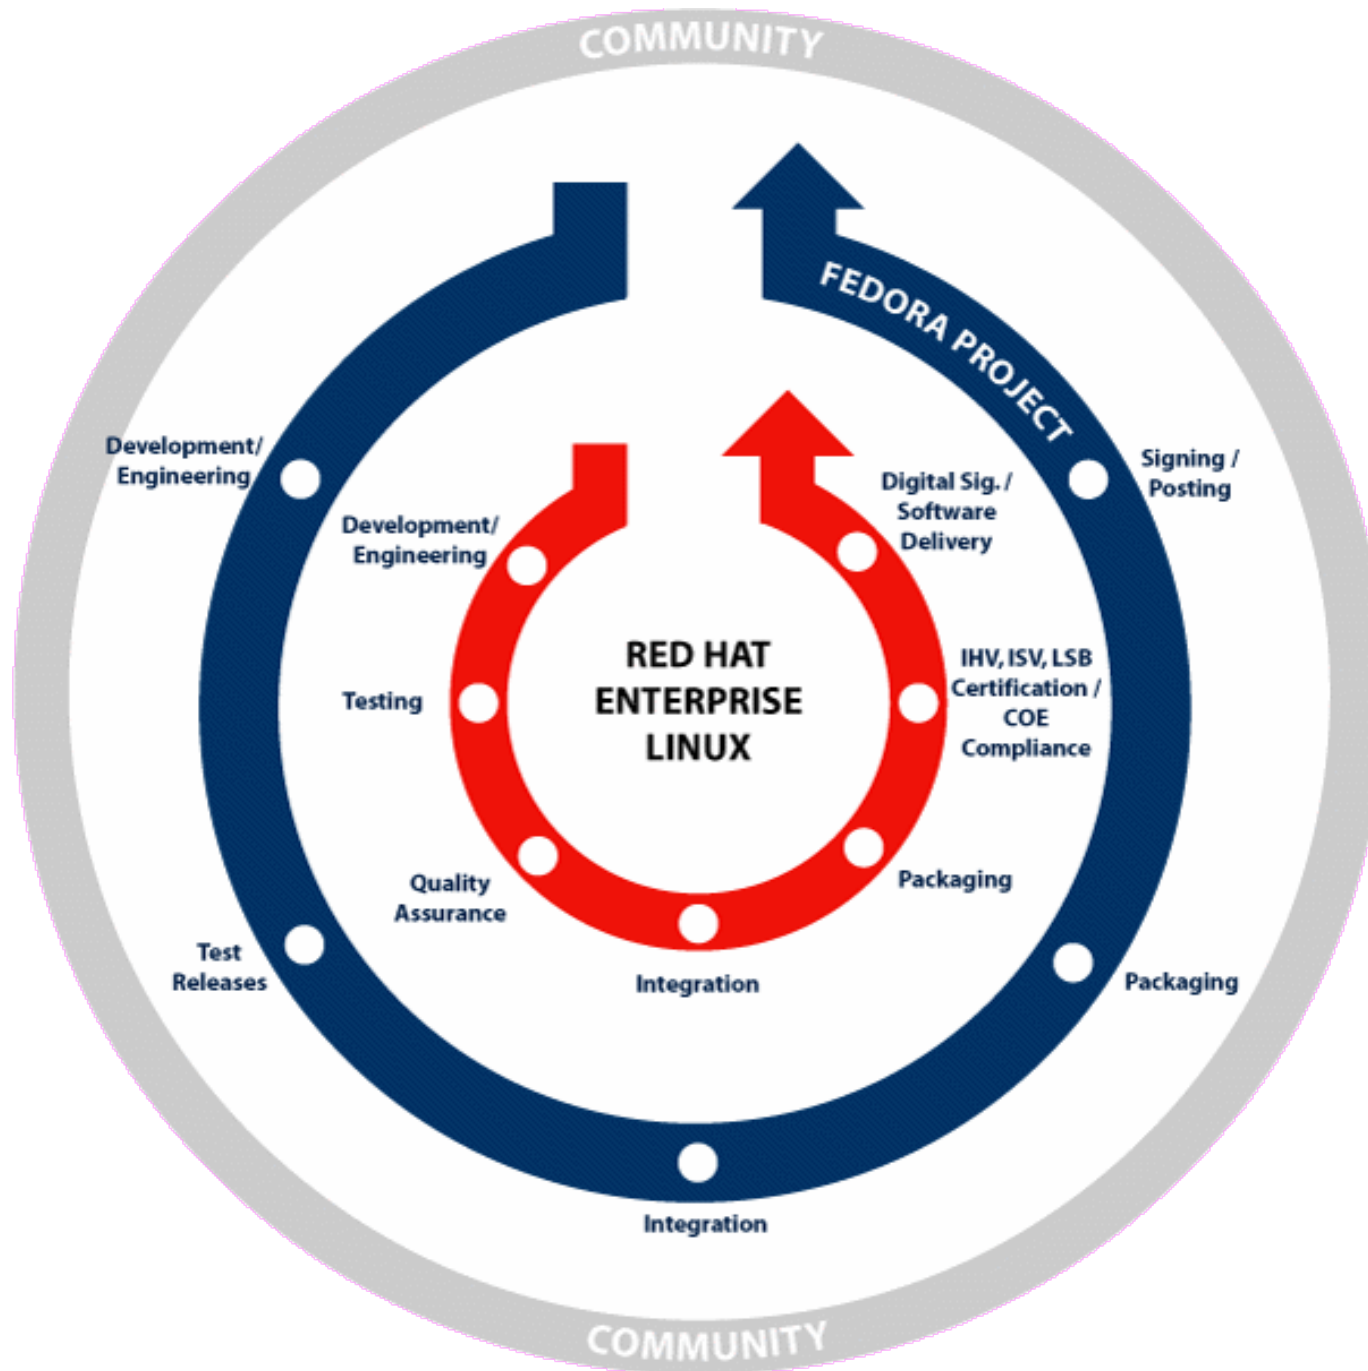 COMMUNITY
FEDORA PROJECT
Development/
Engineering
Signing /
Posting
Digital Sig. /
Software
Delivery
Development/
Engineering
RED HAT
ENTERPRISE
LINUX
IHV, ISV, LSB
Certification /
COE
Compliance
Testing
Quality
Assurance
Packaging
Test
Releases
Integration
Packaging
Integration
COMMUNITY